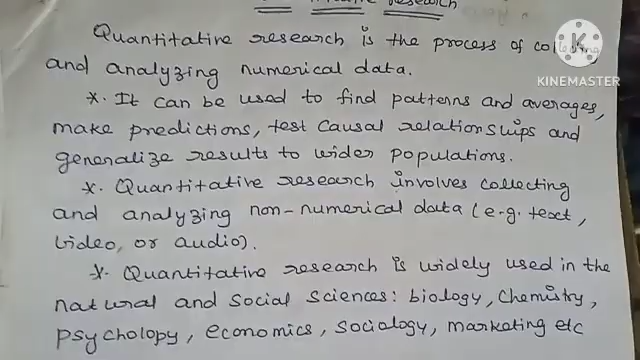 research
Quantitative research is the process of
and analyzing numerical data.
KINEMASTER
*. It can be used to find patterns and averages,
make predictions, test causal relationships and
generalize results to wider populations.
*. Quantitative research involves collecting
and analyzing non-numerical data (e.g. text,
video, or audio).
*. Quantitative research is widely used in the
natural and social sciences: biology, chemistry,
psycholopy, economics, sociology, marketing etc